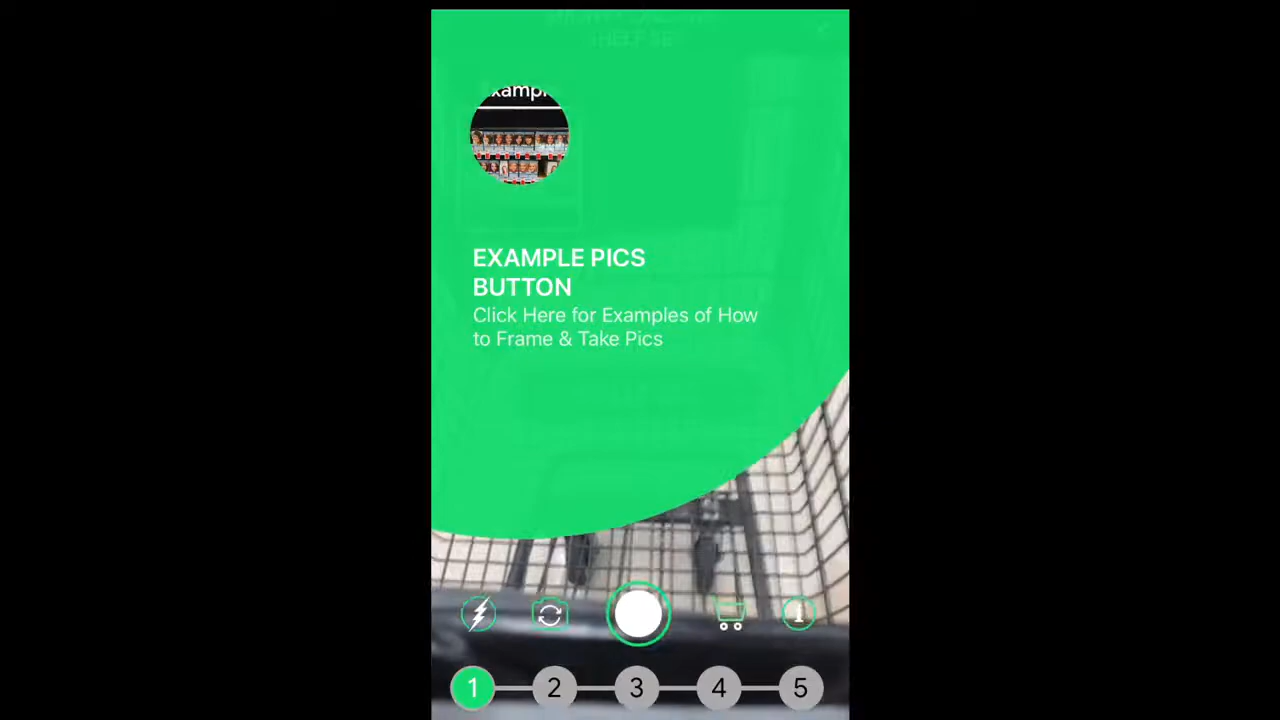 EXAMPLE PICS
BUTTON
Click Here for Examples of How
to Frame & Take Pics
1 2 3 4 5